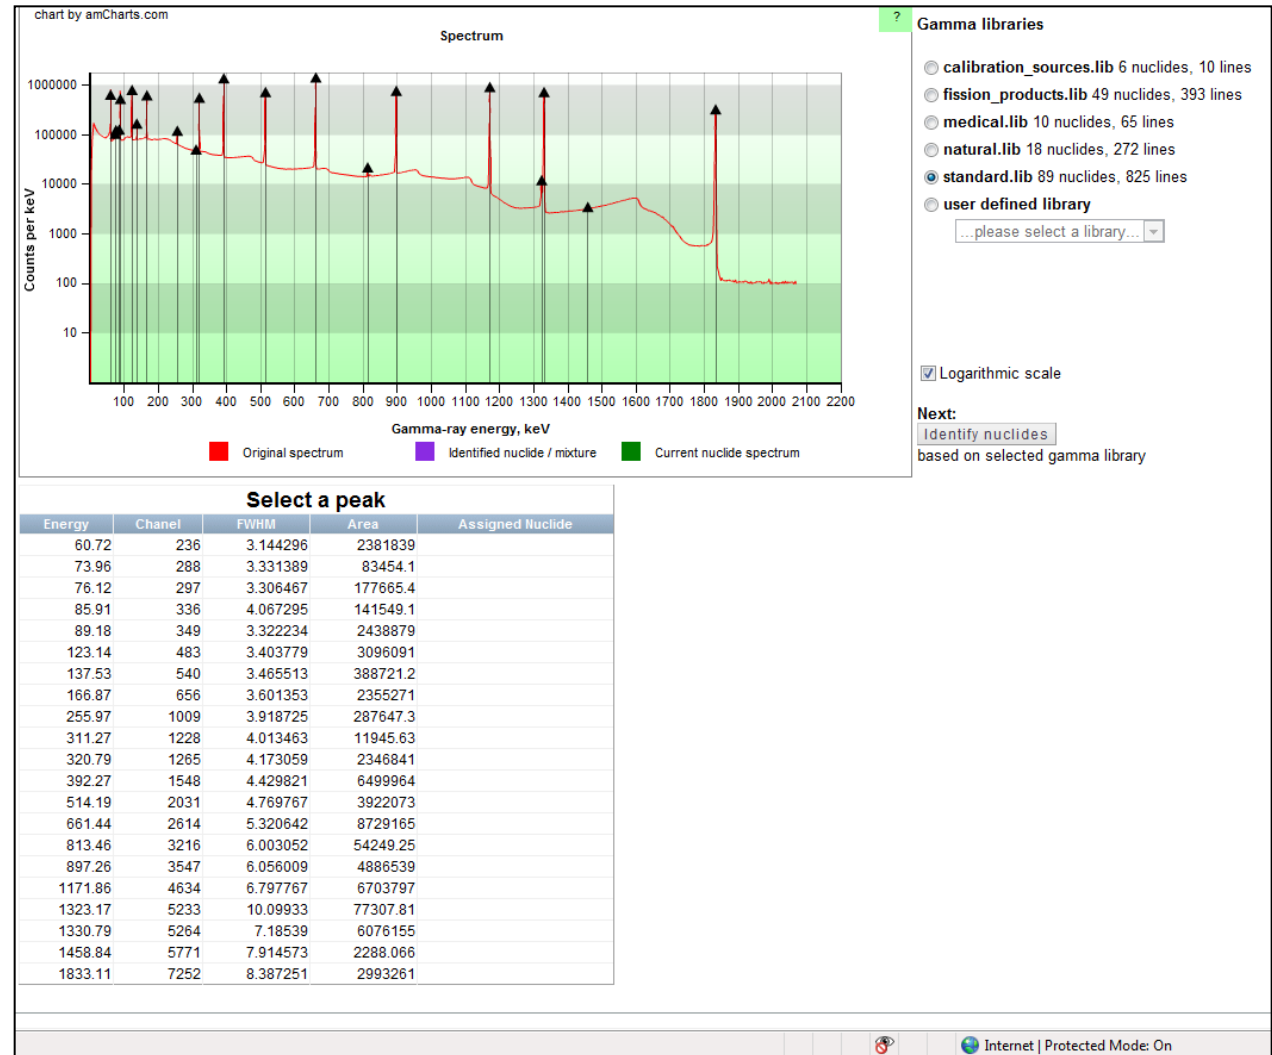 chart by amCharts.com
?
Spectrum
Counts per keV
1000000
100000
10000
1000
100
10
100 200 300 400 500 600 700 800 900 1000 1100 1200 1300 1400 1500 1600 1700 1800 1900 2000 2100 2200
Gamma-ray energy, keV
Original spectrum Identified nuclide / mixture Current nuclide spectrum
Gamma libraries
calibration_sources.lib 6 nuclides, 10 lines
fission_products.lib 49 nuclides, 393 lines
medical.lib 10 nuclides, 65 lines
natural.lib 18 nuclides, 272 lines
standard.lib 89 nuclides, 825 lines
user defined library
...please select a library...
Logarithmic scale
Next:
Identify nuclides
based on selected gamma library
Select a peak
Energy Chanel FWHM Area Assigned Nuclide
60.72 236 3.144296 2381839
73.96 288 3.331389 83454.1
76.12 297 3.306467 177665.4
85.91 336 4.067295 141549.1
89.18 349 3.322234 2438879
123.14 483 3.403779 3096091
137.53 540 3.465513 388721.2
166.87 656 3.601353 2355271
255.97 1009 3.918725 287647.3
311.27 1228 4.013463 11945.63
320.79 1265 4.173059 2346841
392.27 1548 4.429821 6499964
514.19 2031 4.769767 3922073
661.44 2614 5.320642 8729165
813.46 3216 6.003052 54249.25
897.26 3547 6.056009 4886539
1171.86 4634 6.797767 6703797
1323.17 5233 10.09933 77307.81
1330.79 5264 7.18539 6076155
1458.84 5771 7.914573 2288.066
1833.11 7252 8.387251 2993261
Internet | Protected Mode: On